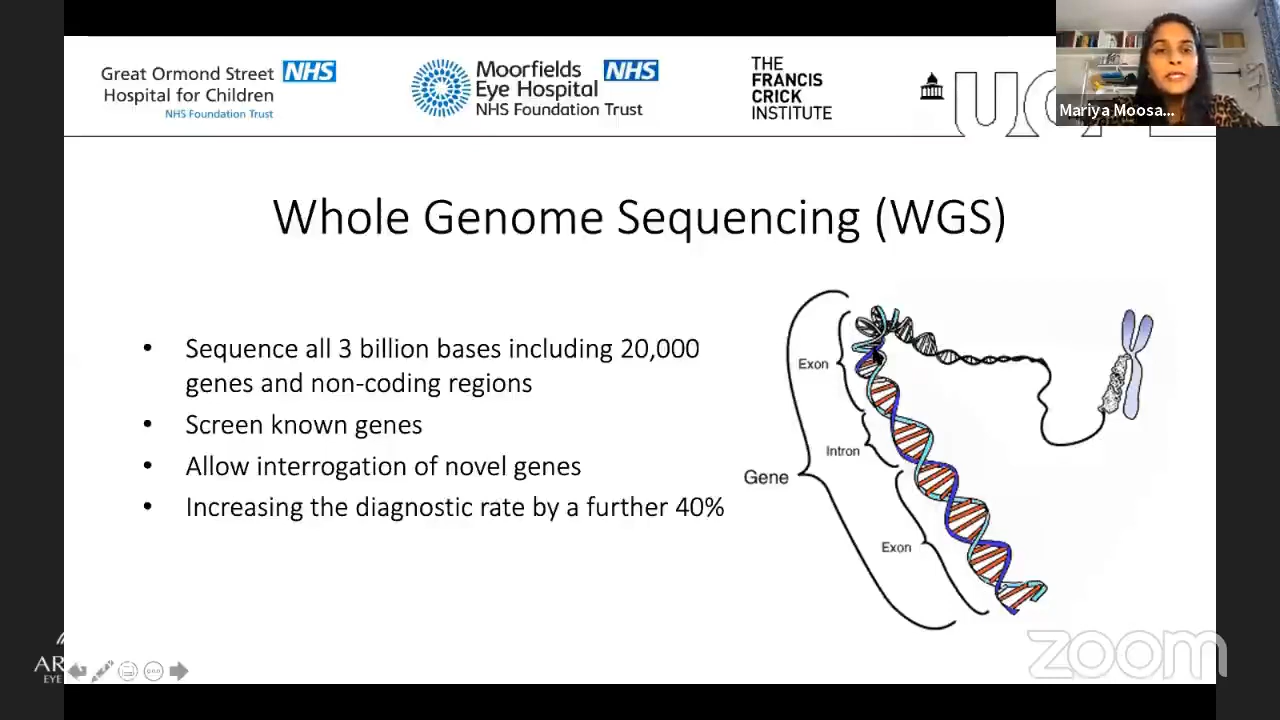 Great Ormond Street NHS
Hospital for Children
NHS Foundation Trust
Moorfields NHS
Eye Hospital
NHS Foundation Trust
THE
FRANCIS
CRICK
INSTITUTE
Mariya Moosa...
Whole Genome Sequencing (WGS)
• Sequence all 3 billion bases including 20,000
genes and non-coding regions
• Screen known genes
• Allow interrogation of novel genes
• Increasing the diagnostic rate by a further 40%
Exon
Intron
Gene
Exon
zoom
EYE